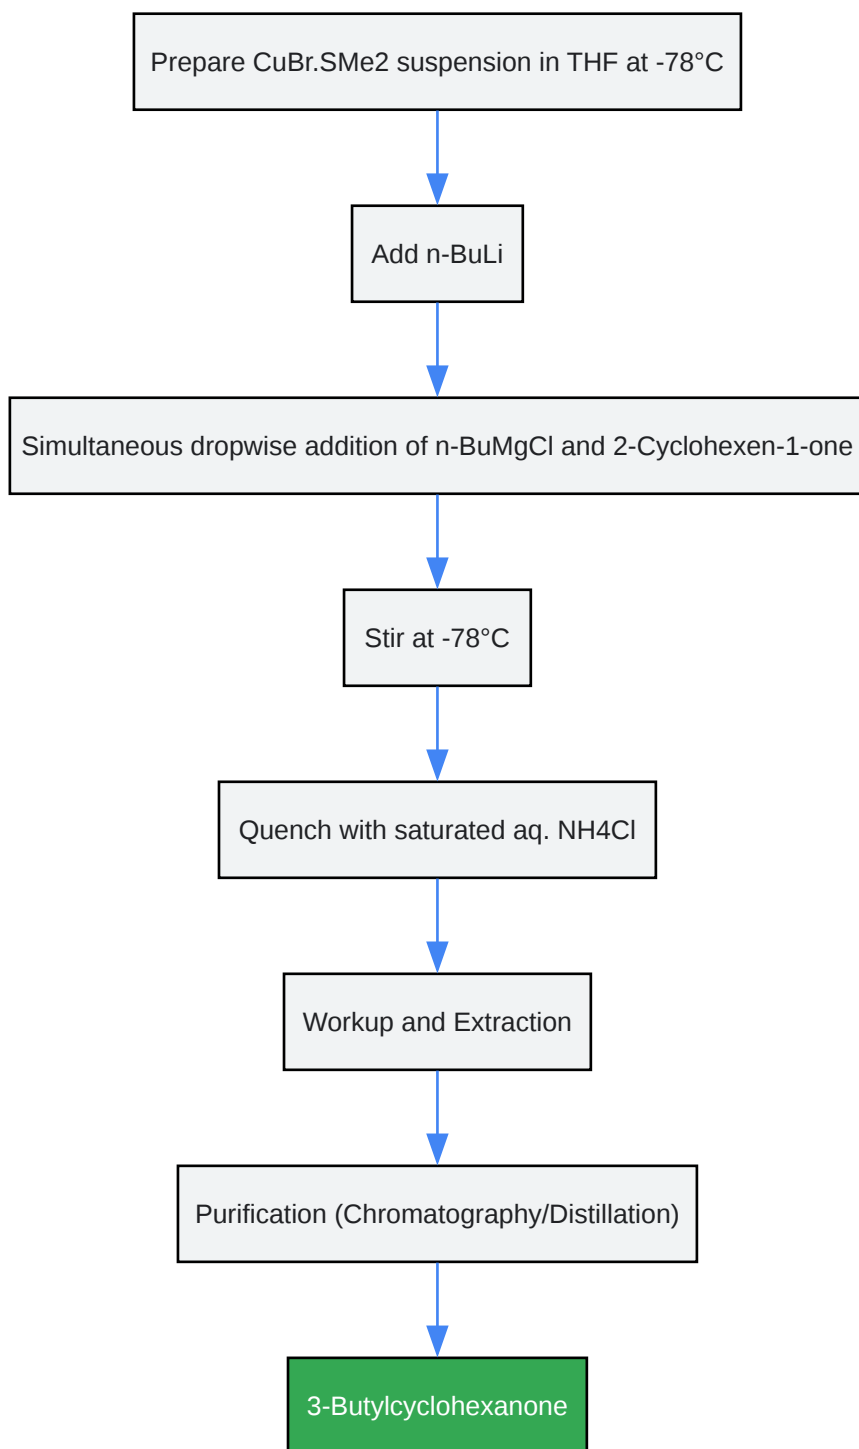 Prepare CuBr.SMe2 suspension in THF at -78°C
Add n-BuLi
Simultaneous dropwise addition of n-BuMgCl and 2-Cyclohexen-1-one
Stir at -78°C
Quench with saturated aq. NH4Cl
Workup and Extraction
Purification (Chromatography/Distillation)
3-Butylcyclohexanone